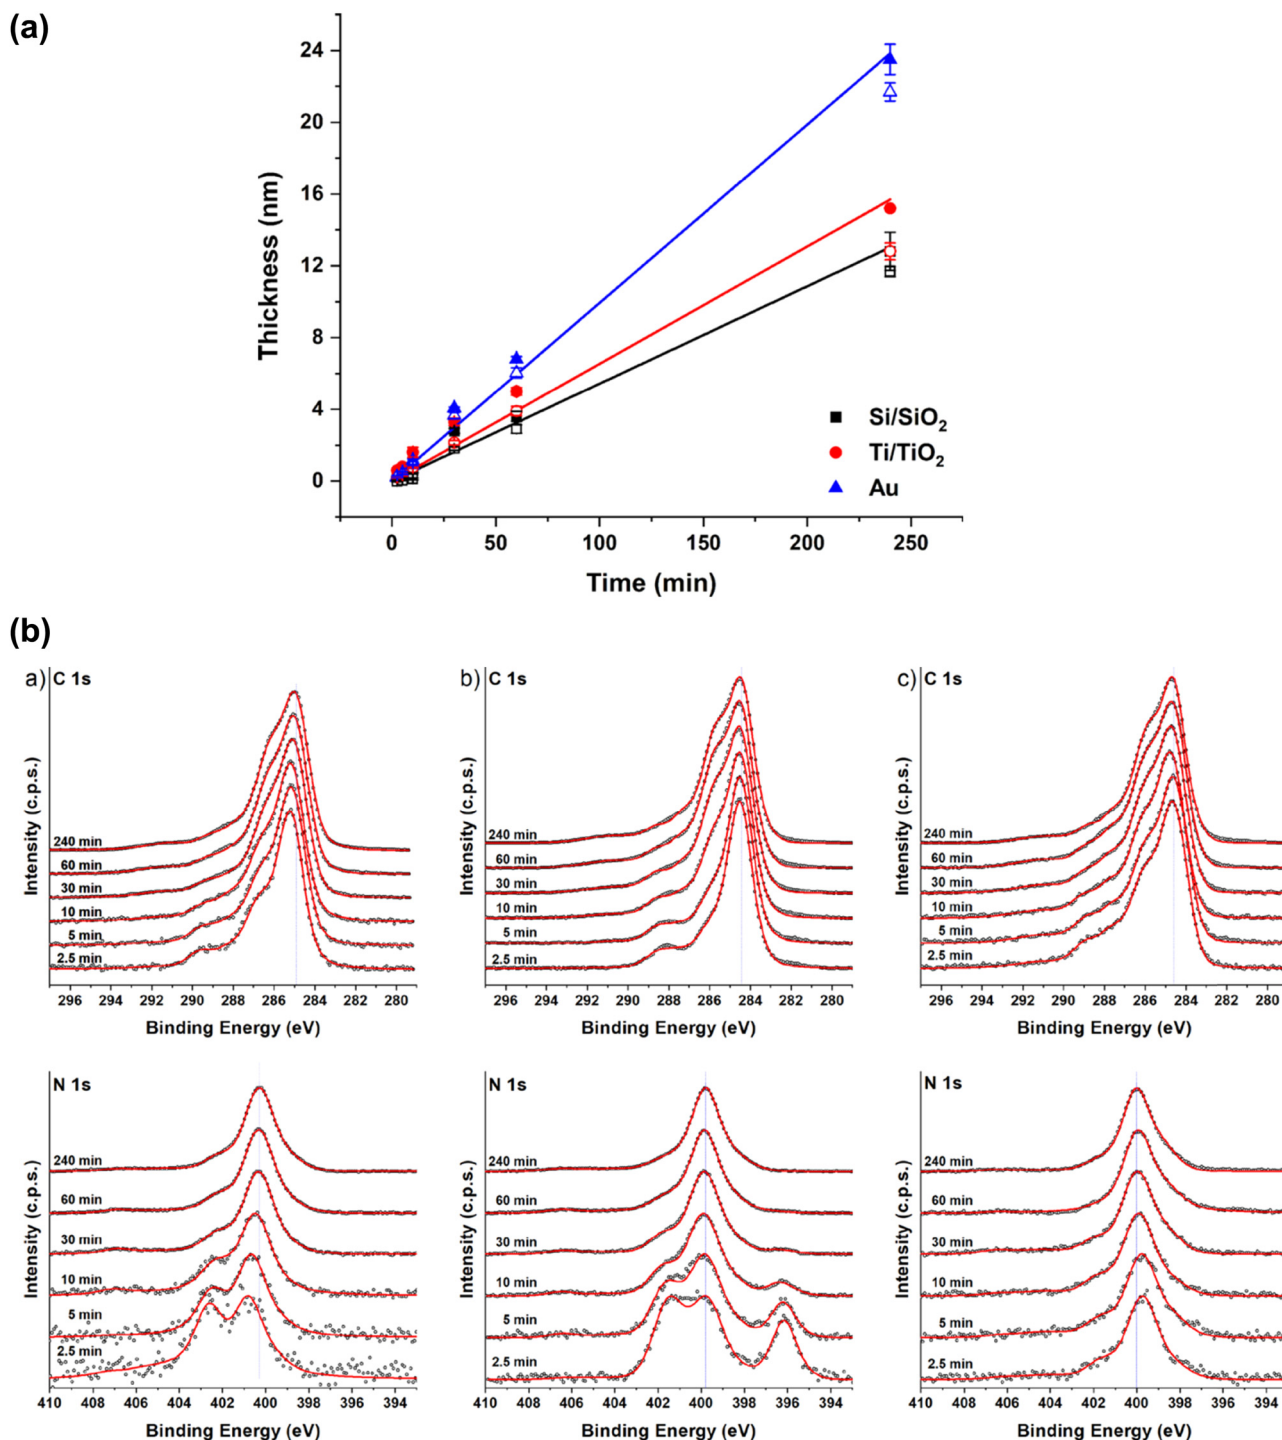 (a)
24
20
16
12
8
4
0
Thickness (nm)
Si/SiO₂
Ti/TiO₂
Au
0 50 100 150 200 250
Time (min)
(b)
a) C 1s
240 min
60 min
30 min
10 min
5 min
2.5 min
Intensity (c.p.s.)
296 294 292 290 288 286 284 282 280
Binding Energy (eV)
b) C 1s
240 min
60 min
30 min
10 min
5 min
2.5 min
Intensity (c.p.s.)
296 294 292 290 288 286 284 282 280
Binding Energy (eV)
c) C 1s
240 min
60 min
30 min
10 min
5 min
2.5 min
Intensity (c.p.s.)
296 294 292 290 288 286 284 282 280
Binding Energy (eV)
N 1s
240 min
60 min
30 min
10 min
5 min
2.5 min
Intensity (c.p.s.)
410 408 406 404 402 400 398 396 394
Binding Energy (eV)
N 1s
240 min
60 min
30 min
10 min
5 min
2.5 min
Intensity (c.p.s.)
410 408 406 404 402 400 398 396 394
Binding Energy (eV)
N 1s
240 min
60 min
30 min
10 min
5 min
2.5 min
Intensity (c.p.s.)
410 408 406 404 402 400 398 396 394
Binding Energy (eV)